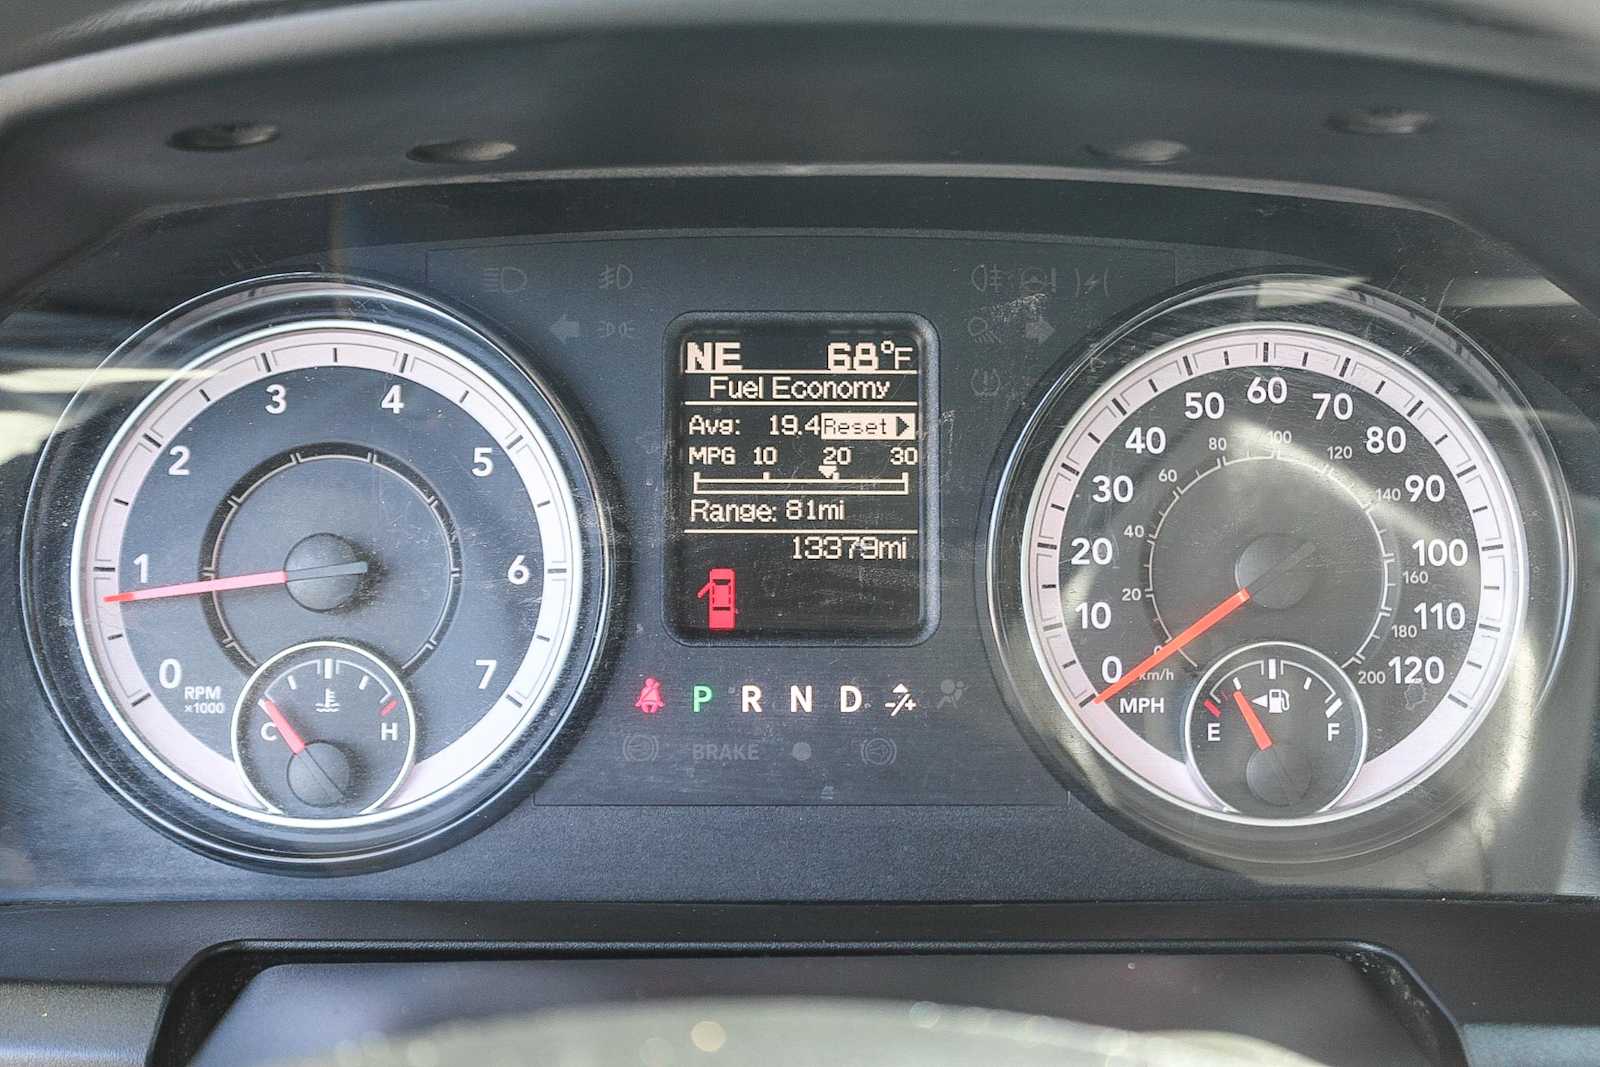 NE 68°F
Fuel Economy
Avg: 19.4 Reset
MPG 10 20 30
Range: 81mi
13379mi
0 1 2 3 4 5 6 7
RPM
x1000
C H
P R N D -/+
BRAKE
0 10 20 30 40 50 60 70 80 90 100 110 120
MPH
0 20 40 60 80 100 120 140 160 180 200
km/h
E F